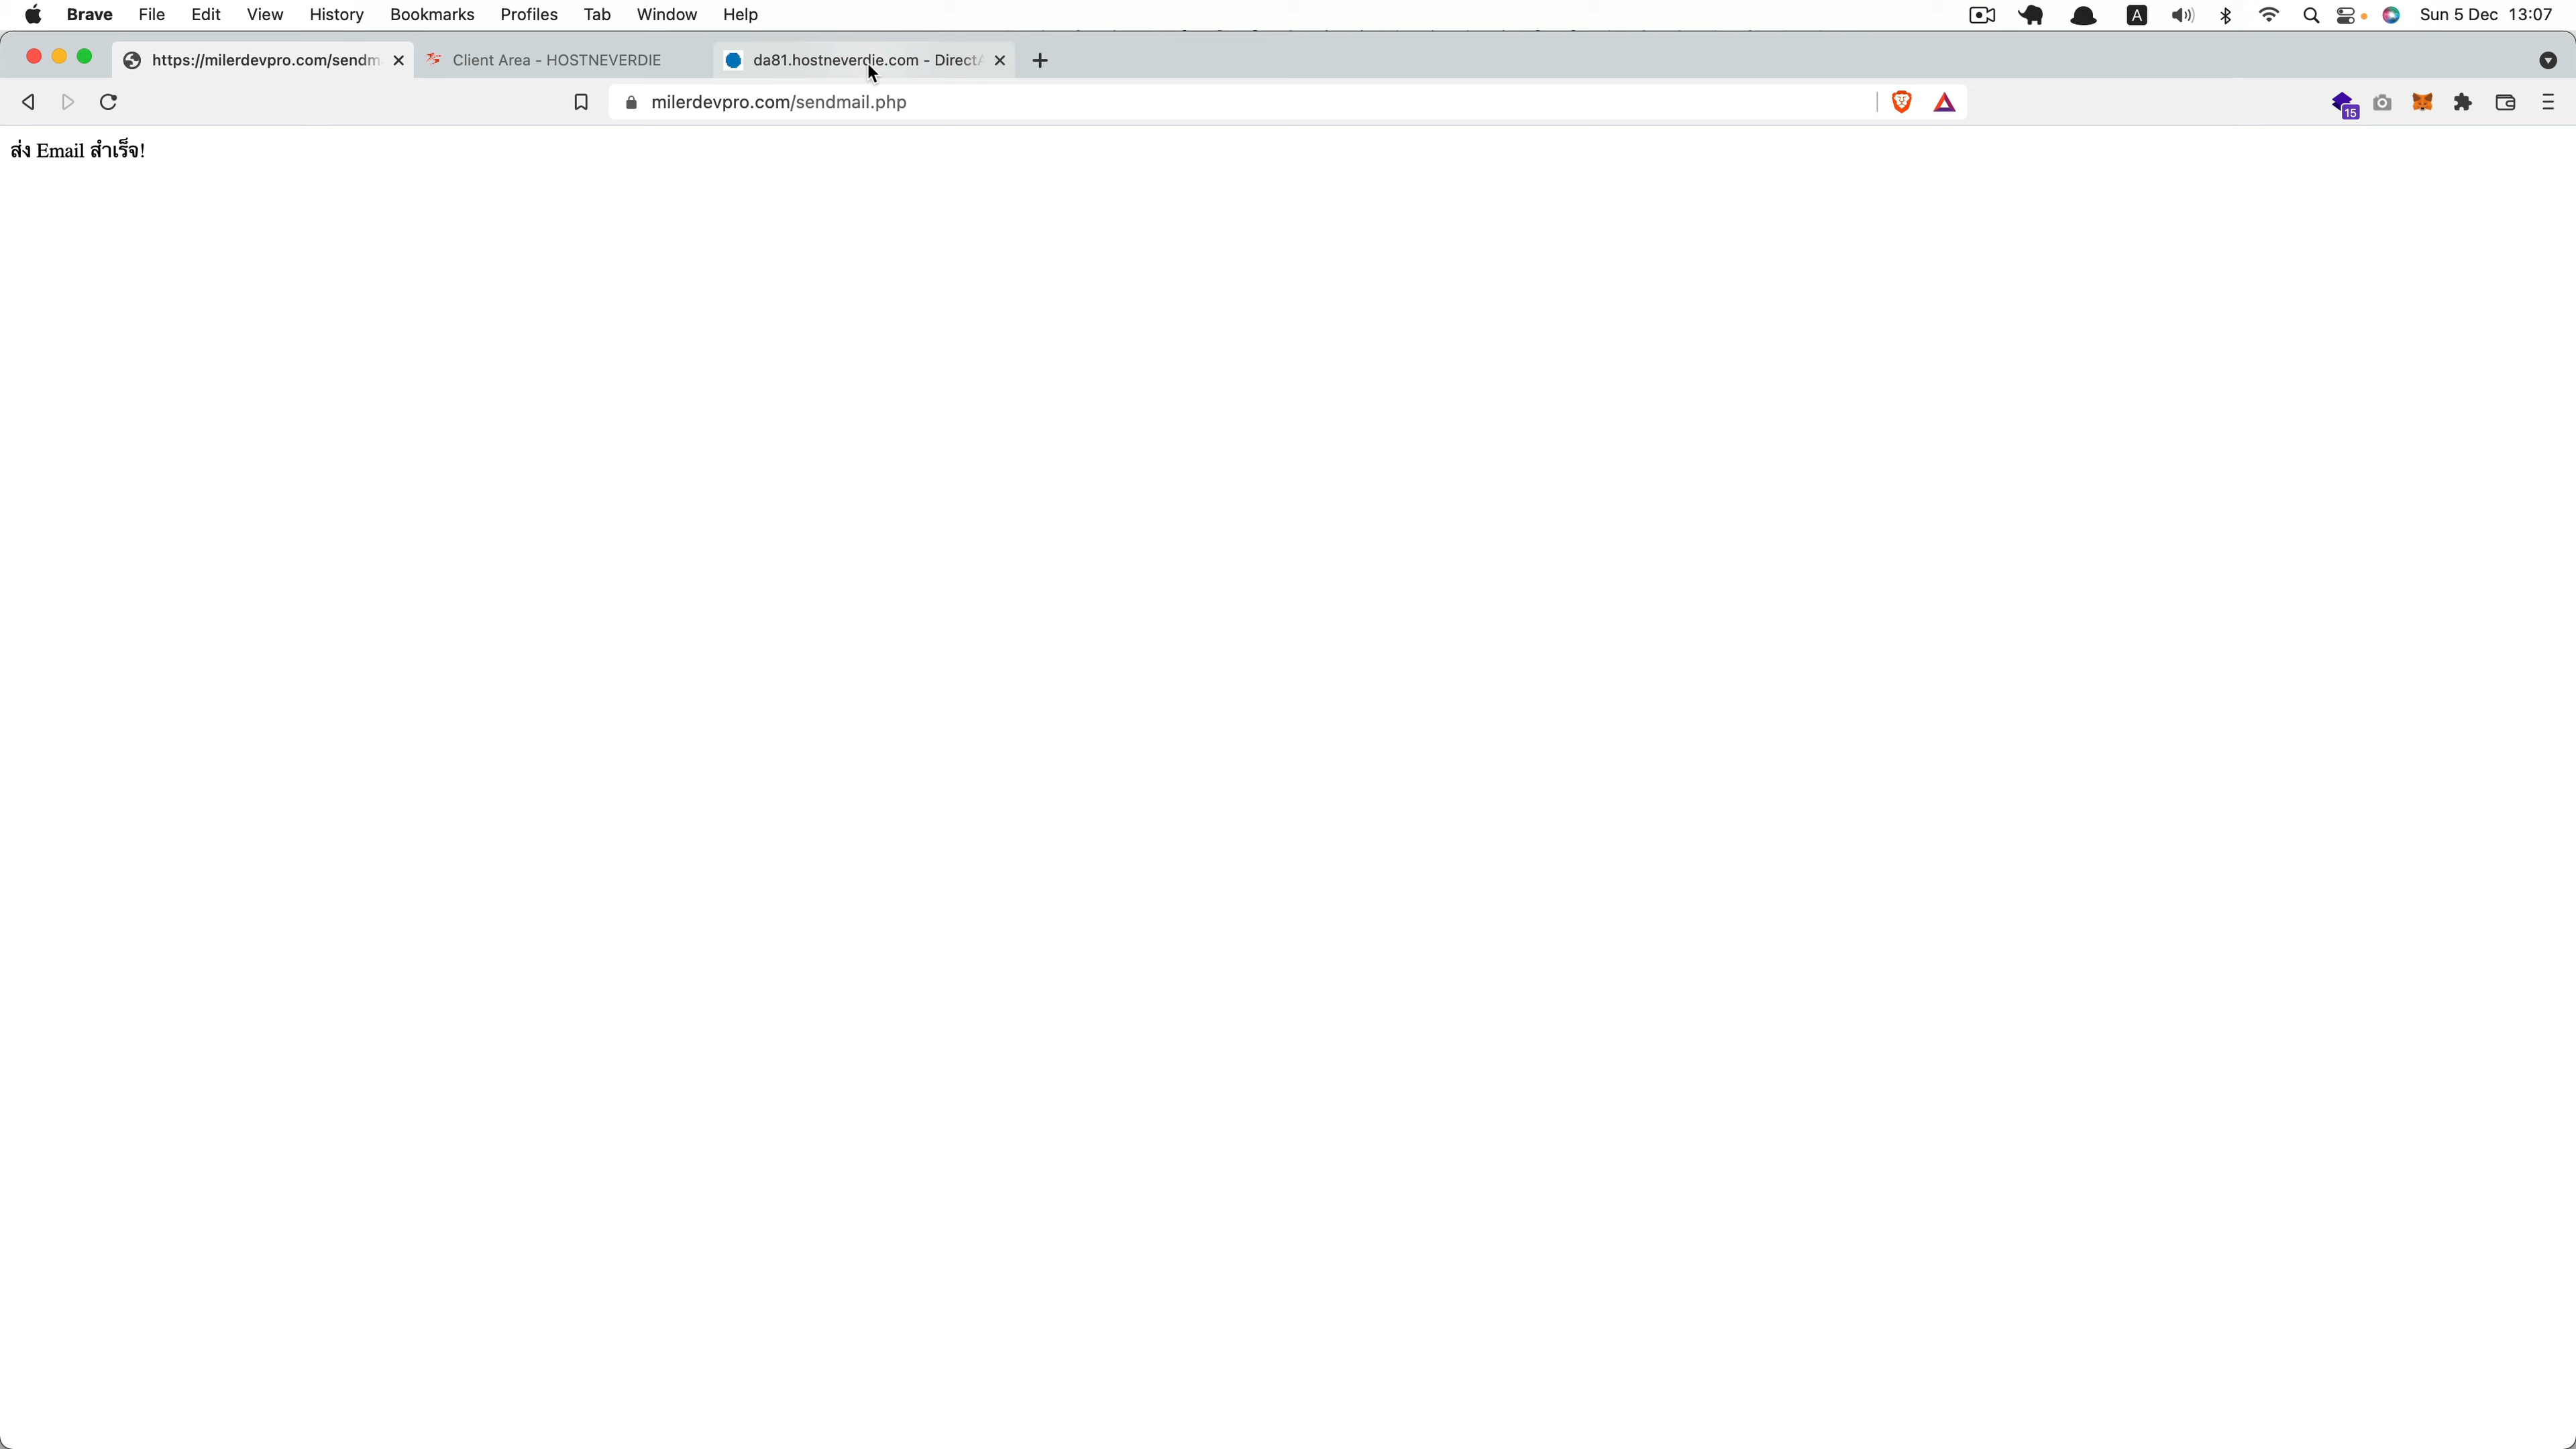 Brave File Edit View History Bookmarks Profiles Tab Window Help A Sun 5 Dec 13:07
https://milerdevpro.com/sendm Client Area - HOSTNEVERDIE da81.hostneverdie.com - Direct
milerdevpro.com/sendmail.php 15
ส่ง Email สำเร็จ!